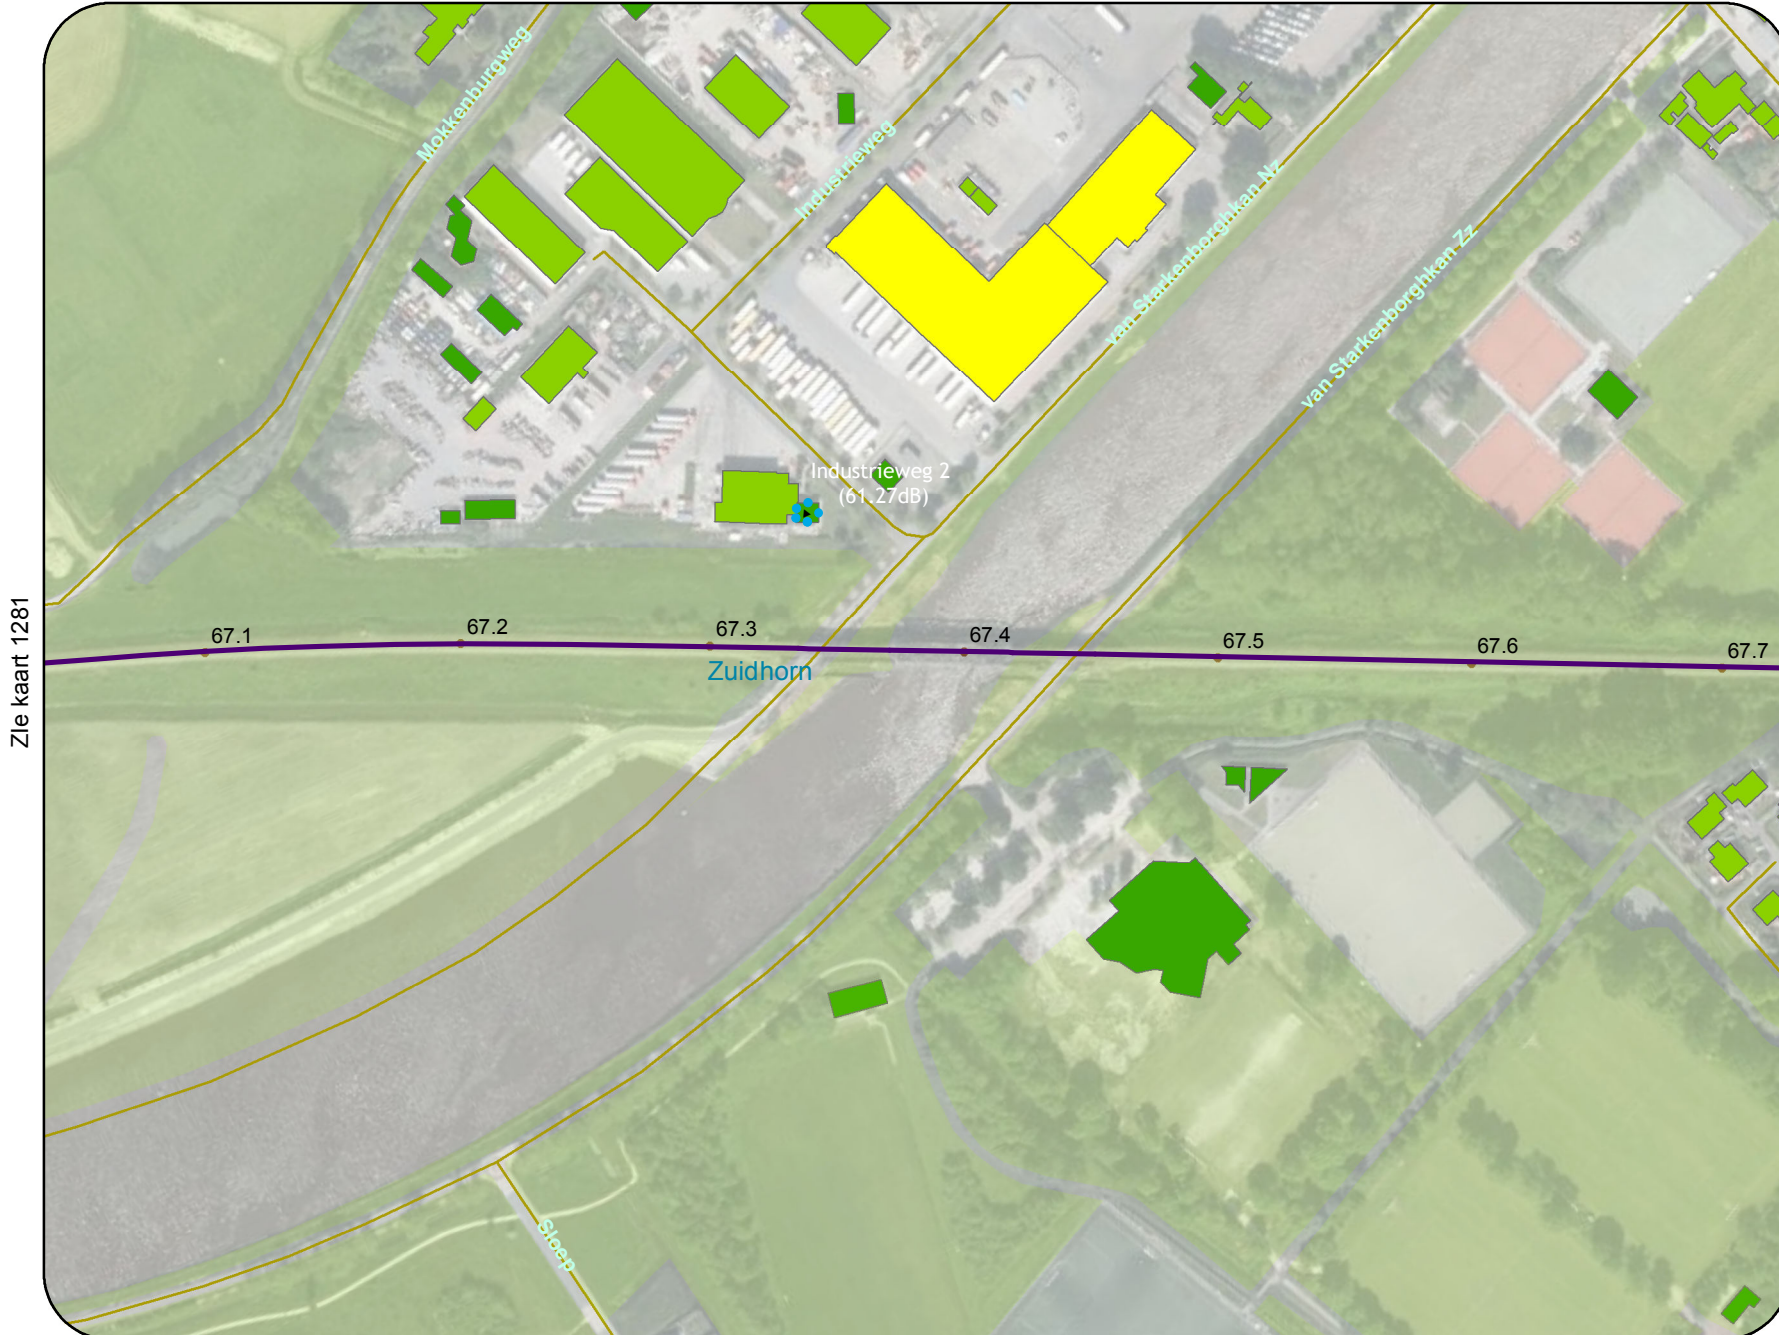 Mokkenburgweg
Industrieweg
van Starkenborghkan Nz
van Starkenborghkan Zz
Industrieweg 2
(61.27dB)
ZIe kaart 1281
67.1
67.2
67.3
67.4
67.5
67.6
67.7
Zuidhorn
Sloep